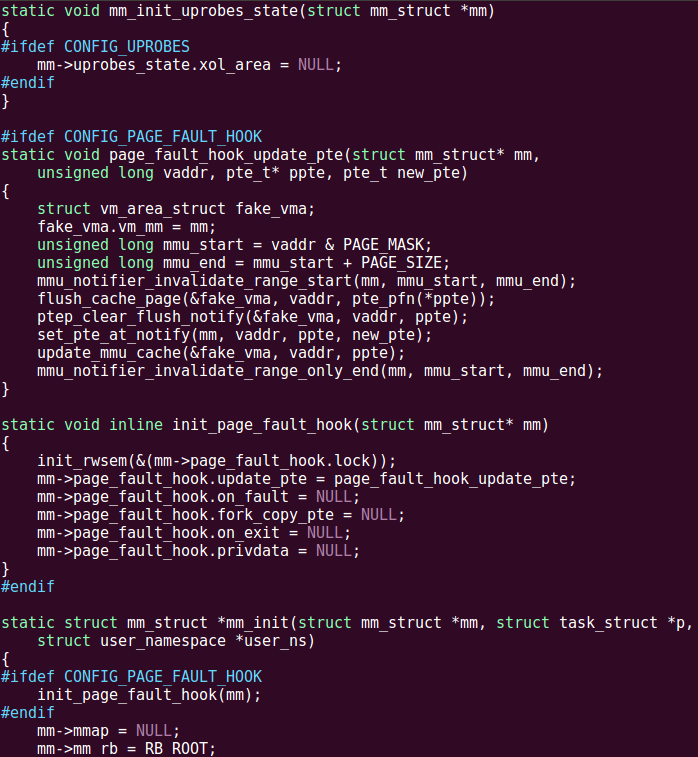 static void mm_init_uprobes_state(struct mm_struct *mm)
{
#ifdef CONFIG_UPROBES
    mm->uprobes_state.xol_area = NULL;
#endif
}

#ifdef CONFIG_PAGE_FAULT_HOOK
static void page_fault_hook_update_pte(struct mm_struct* mm,
    unsigned long vaddr, pte_t* ppte, pte_t new_pte)
{
    struct vm_area_struct fake_vma;
    fake_vma.vm_mm = mm;
    unsigned long mmu_start = vaddr & PAGE_MASK;
    unsigned long mmu_end = mmu_start + PAGE_SIZE;
    mmu_notifier_invalidate_range_start(mm, mmu_start, mmu_end);
    flush_cache_page(&fake_vma, vaddr, pte_pfn(*ppte));
    ptep_clear_flush_notify(&fake_vma, vaddr, ppte);
    set_pte_at_notify(mm, vaddr, ppte, new_pte);
    update_mmu_cache(&fake_vma, vaddr, ppte);
    mmu_notifier_invalidate_range_only_end(mm, mmu_start, mmu_end);
}

static void inline init_page_fault_hook(struct mm_struct* mm)
{
    init_rwsem(&(mm->page_fault_hook.lock));
    mm->page_fault_hook.update_pte = page_fault_hook_update_pte;
    mm->page_fault_hook.on_fault = NULL;
    mm->page_fault_hook.fork_copy_pte = NULL;
    mm->page_fault_hook.on_exit = NULL;
    mm->page_fault_hook.privdata = NULL;
}
#endif

static struct mm_struct *mm_init(struct mm_struct *mm, struct task_struct *p,
    struct user_namespace *user_ns)
{
#ifdef CONFIG_PAGE_FAULT_HOOK
    init_page_fault_hook(mm);
#endif
    mm->mmap = NULL;
    mm->mm_rb = RB_ROOT;